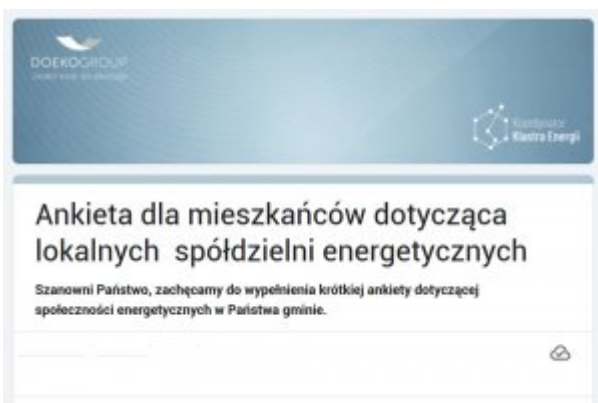 DOEKOGROUP
Koordynator
Klastra Energii
Ankieta dla mieszkańców dotycząca
lokalnych spółdzielni energetycznych
Szanowni Państwo, zachęcamy do wypełnienia krótkiej ankiety dotyczącej
społeczności energetycznych w Państwa gminie.